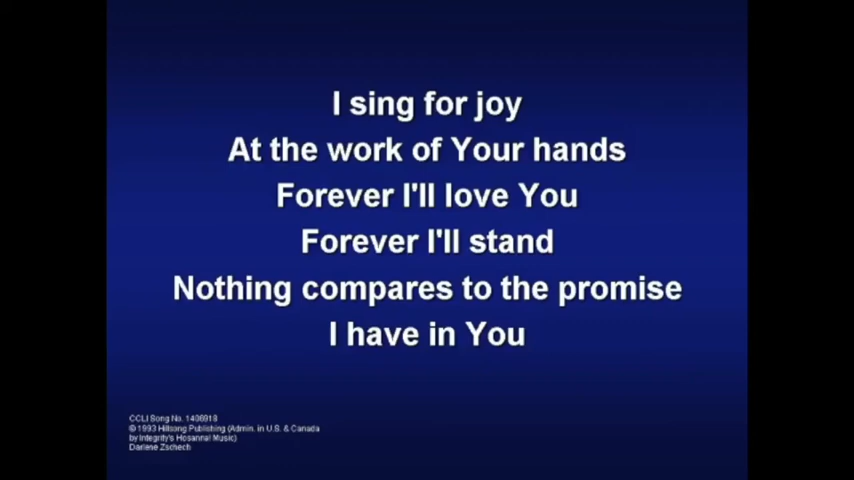 I sing for joy
At the work of Your hands
Forever I'll love You
Forever I'll stand
Nothing compares to the promise
I have in You
CCLI Song No. 1406918
© 1993 Hillsong Publishing (Admin. in U.S. & Canada
by Integrity's Hosanna! Music)
Darlene Zschech